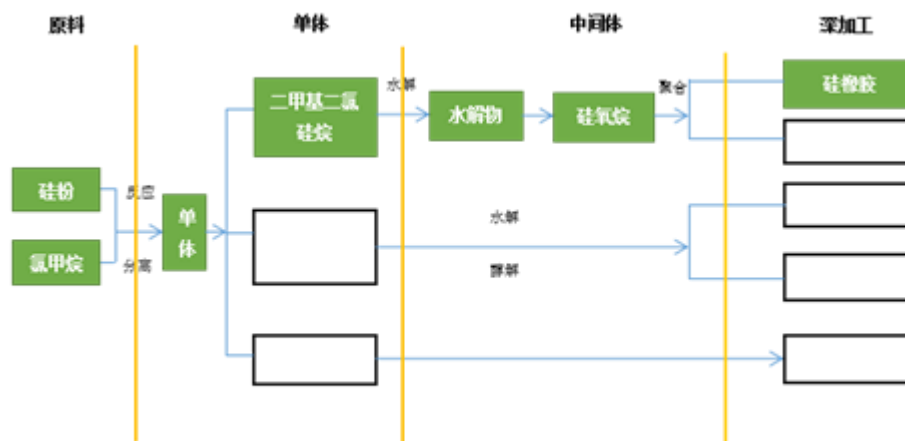 原料
单体
中间体
深加工
二甲基二氯
硅烷
水解
水解物
硅氧烷
聚合
硅橡胶
硅粉
氯甲烷
反应
分离
单
体
水解
醇解